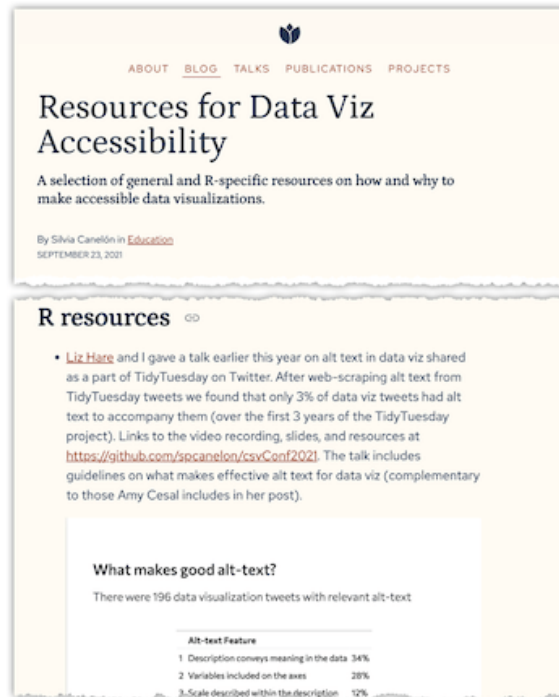 ABOUT BLOG TALKS PUBLICATIONS PROJECTS
Resources for Data Viz
Accessibility
A selection of general and R-specific resources on how and why to
make accessible data visualizations.
By Silvia Canelón in Education
SEPTEMBER 23, 2021
R resources
• Liz Hare and I gave a talk earlier this year on alt text in data viz shared
as a part of TidyTuesday on Twitter. After web-scraping alt text from
TidyTuesday tweets we found that only 3% of data viz tweets had alt
text to accompany them (over the first 3 years of the TidyTuesday
project). Links to the video recording, slides, and resources at
https://github.com/spcanelon/csvConf2021. The talk includes
guidelines on what makes effective alt text for data viz (complementary
to those Amy Cesal includes in her post).
What makes good alt-text?
There were 196 data visualization tweets with relevant alt-text
Alt-text Feature
1 Description conveys meaning in the data 34%
2 Variables included on the axes 28%
3 Scale described within the description 12%